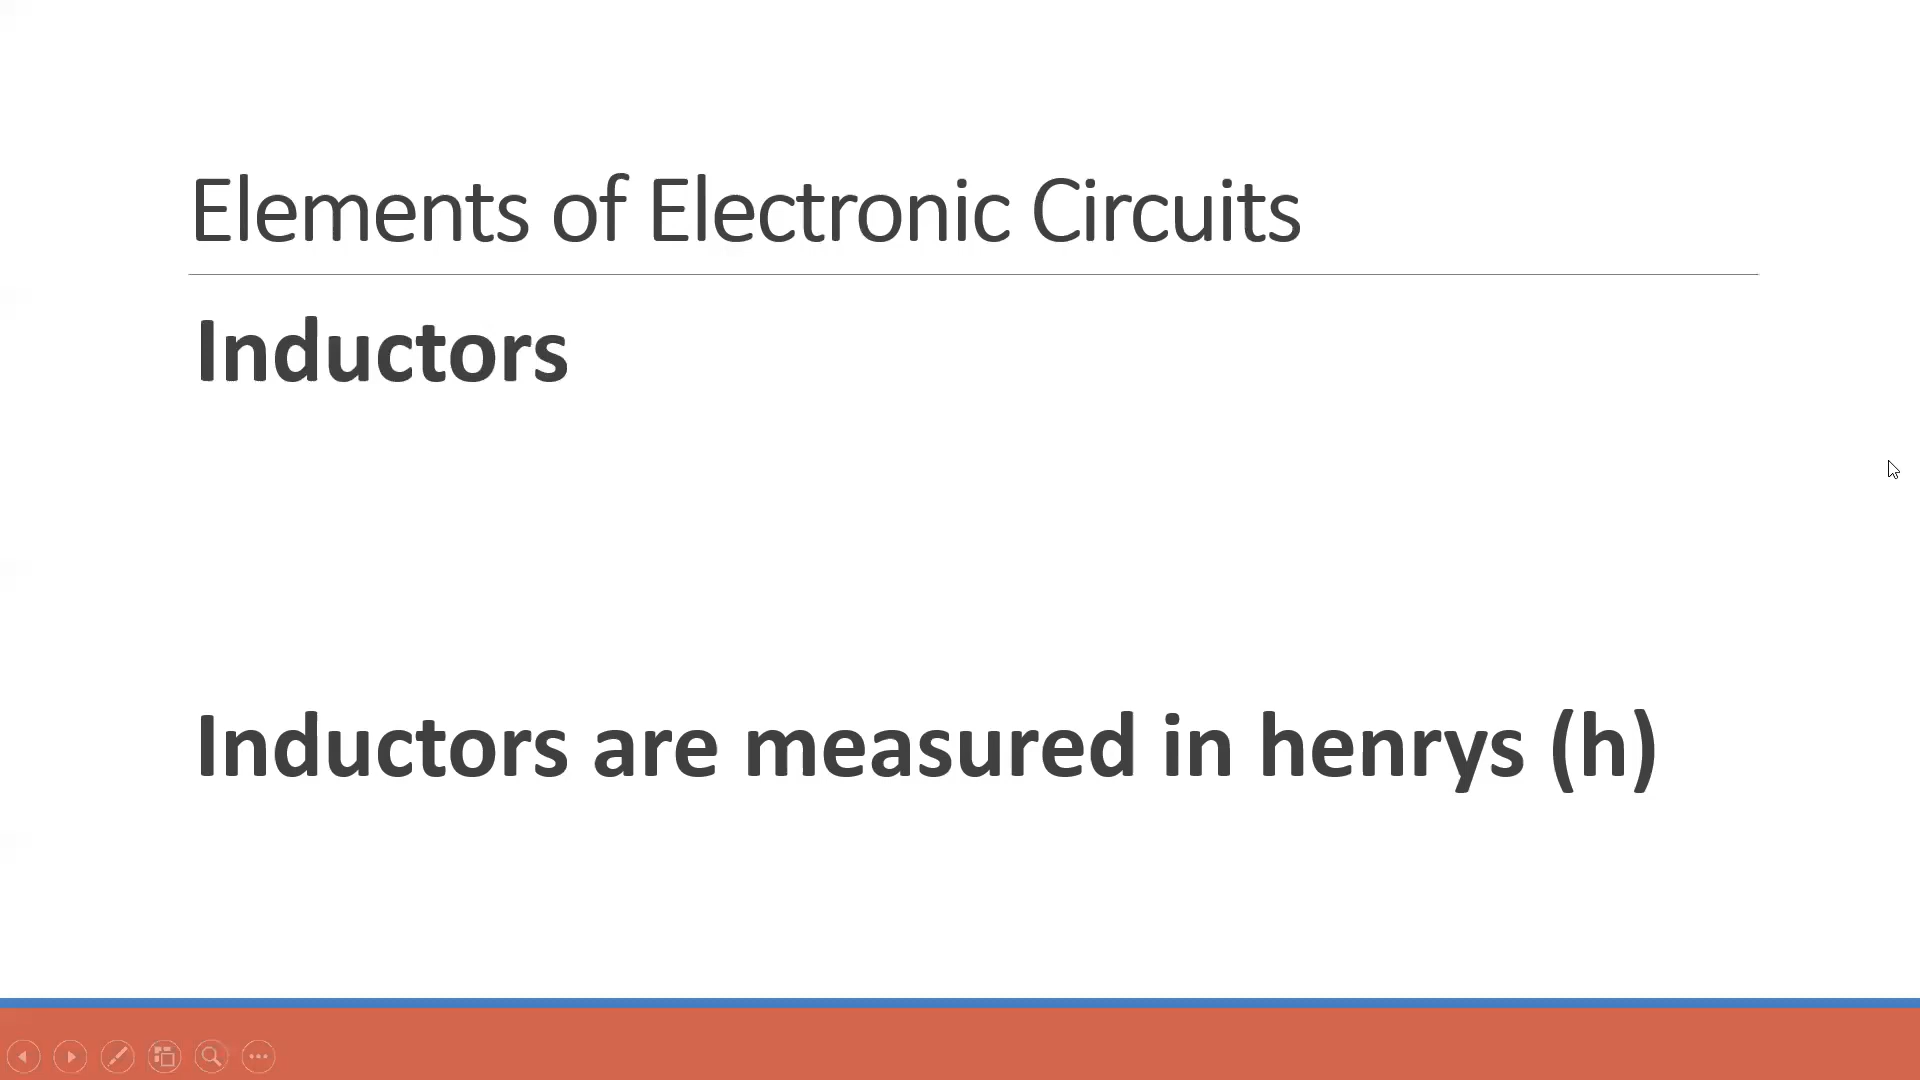 Elements of Electronic Circuits
Inductors
Inductors are measured in henrys (h)